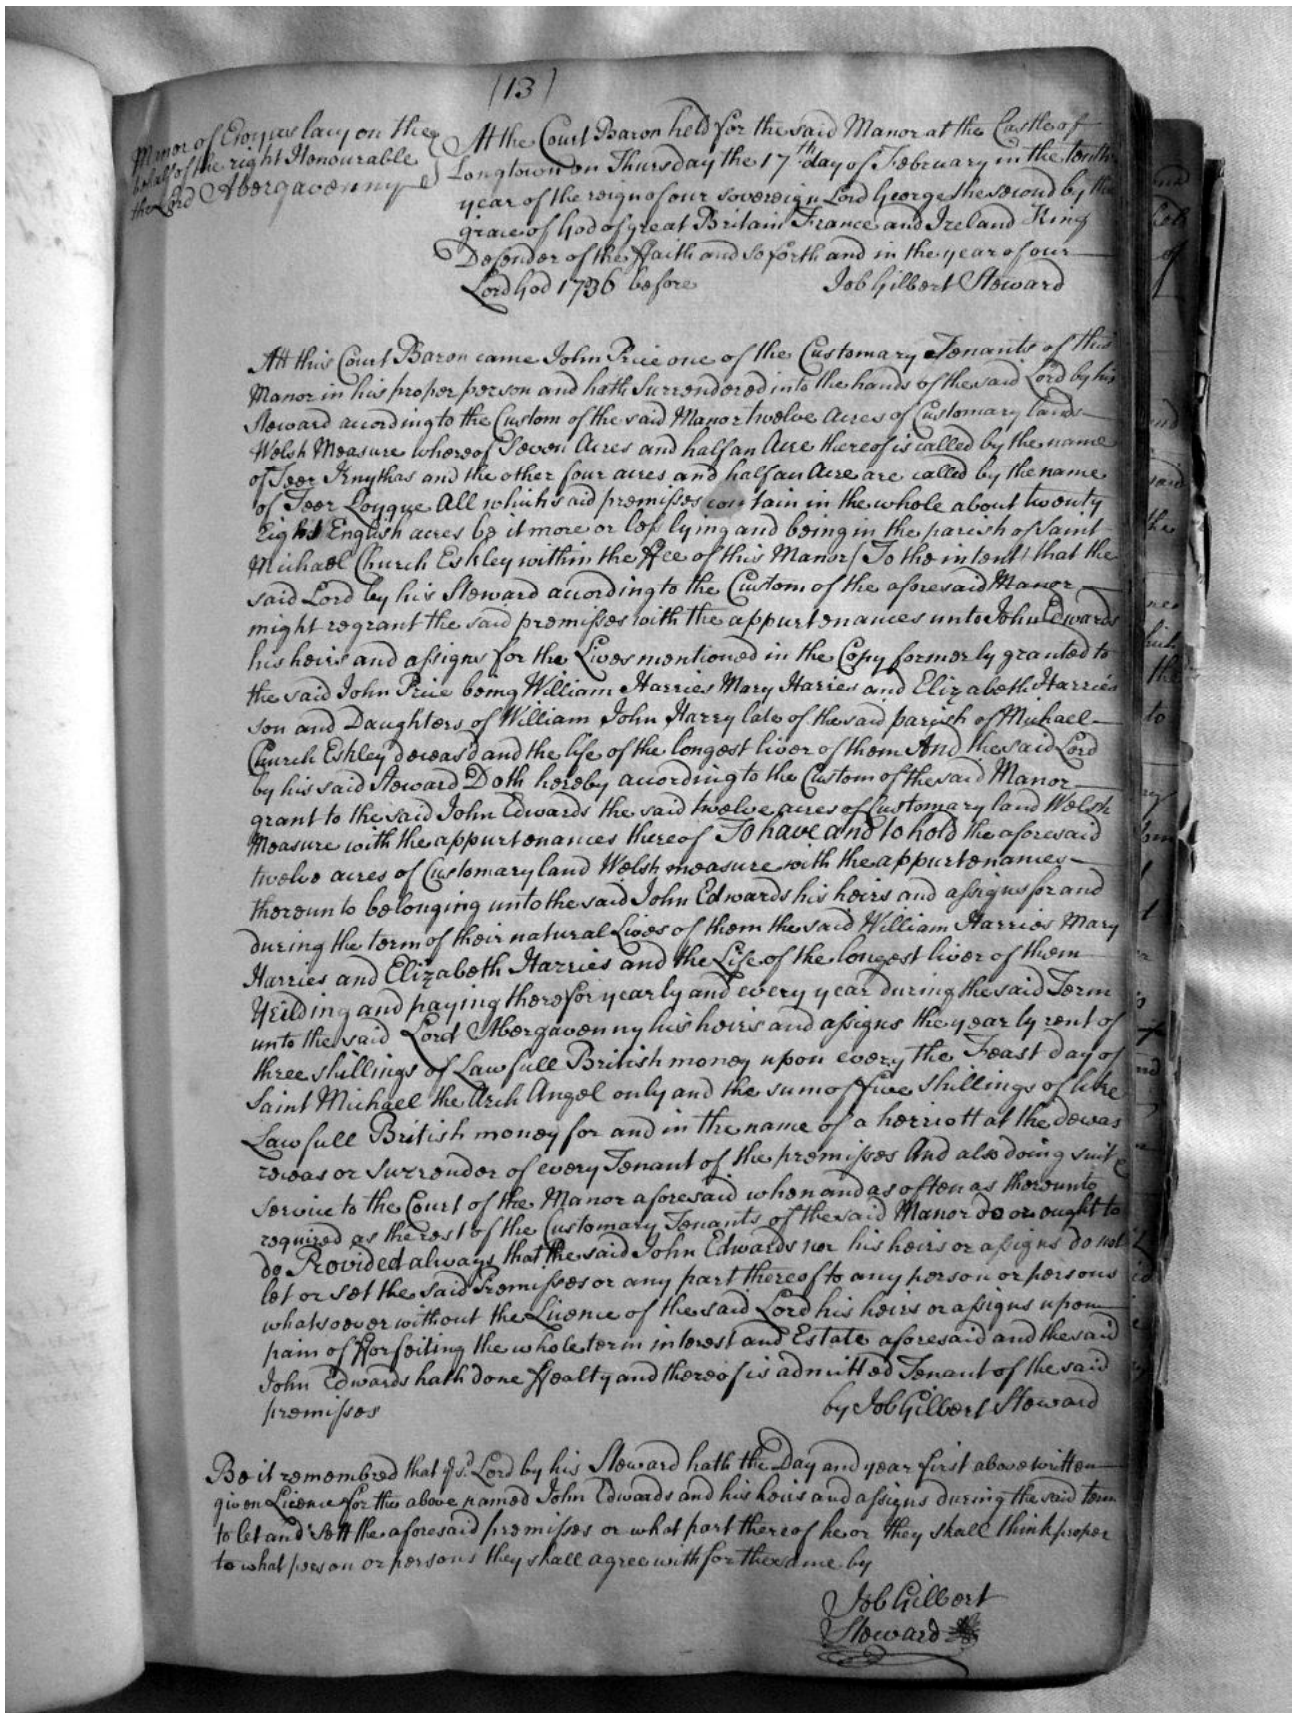 (13)
Manor of Ewyas lacy on the
behalf of the right Honourable
the Lord Abergavenny
At the Court Baron held for the said Manor at the Castle of
Longtown on Thursday the 17th day of February in the tenth
year of the reign of our sovereign Lord George the second by the
grace of God of great Britain France and Ireland King
Defender of the ffaith and so forth and in the year of our
Lord God 1736 before Job Gilbert Steward
Att this Court Baron came John Price one of the Customary Tenants of this
Manor in his proper person and hath Surrendered into the hands of the said Lord by his
Steward according to the Custom of the said Manor twelve Acres of Customary lands
Welsh Measure whereof Seven Acres and half an Acre thereof is called by the name
of Teer and the other four acres and half an Acre are called by the name
of Teer All which said premisses contain in the whole about twenty
Eight English acres be it more or less lying and being in the parish of Saint
Michael Church Eskley within the ffee of this Manor (To the intent) that the
said Lord by his Steward according to the Custom of the aforesaid Manor
might regrant the said premisses with the appurtenances unto John Edwards
his heirs and assigns for the Lives mentioned in the Copy formerly granted to
the said John Price being William Harries Mary Harries and Elizabeth Harries
son and Daughters of William John Harry late of the said parish of Michael
Church Eskley deceas'd and the life of the longest liver of them And the said Lord
by his said Steward Doth hereby according to the Custom of the said Manor
grant to the said John Edwards the said twelve acres of Customary land Welsh
Measure with the appurtenances thereof To have and to hold the aforesaid
twelve acres of Customary land Welsh measure with the appurtenances
thereunto belonging unto the said John Edwards his heirs and assigns for and
during the term of their natural Lives of them the said William Harries Mary
Harries and Elizabeth Harries and the Life of the longest liver of them
Yeilding and paying therefor yearly and every year during the said Term
unto the said Lord Abergavenny his heirs and assigns the yearly rent of
three shillings of Lawfull British money upon every the Feast day of
Saint Michael the Arch Angel only and the sum of ffive shillings of like
Lawfull British money for and in the name of a herriott at the deceas
receas or surrender of every Tenant of the premisses And also doing suit &
service to the Court of the Manor aforesaid when and as often as thereunto
required as the rest of the Customary Tenants of the said Manor do or ought to
do Provided always that the said John Edwards nor his heirs or assigns do not
let or set the said Premisses or any part thereof to any person or persons
whatsoever without the Licence of the said Lord his heirs or assigns upon
pain of fforfeiting the whole term interest and Estate aforesaid and the said
John Edwards hath done ffealty and thereof is admitted Tenant of the said
premisses by Job Gilbert Steward
Be it remembred that ye sd. Lord by his Steward hath the Day and year first above written
given Licence for the above named John Edwards and his heirs and assigns during the said term
to let and sett the aforesaid premisses or what part thereof he or they shall think proper
to what person or persons they shall agree with for the same by
Job Gilbert
Steward